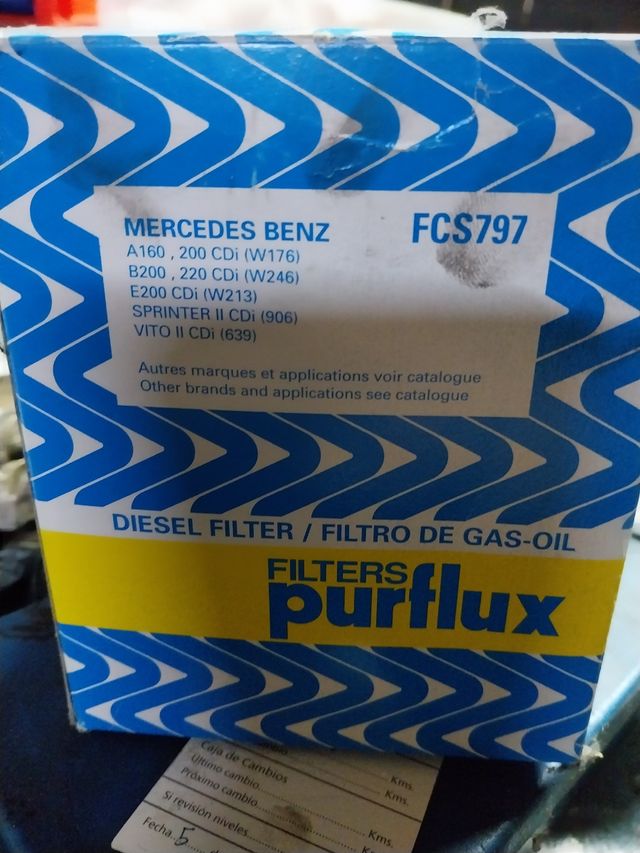 MERCEDES BENZ FCS797
A160 , 200 CDi (W176)
B200 , 220 CDi (W246)
E200 CDi (W213)
SPRINTER II CDi (906)
VITO II CDi (639)
Autres marques et applications voir catalogue
Other brands and applications see catalogue
DIESEL FILTER / FILTRO DE GAS-OIL
FILTERS
purflux
Caja de Cambios
Kms.
Último cambio
Kms.
Próximo cambio
Si revisión niveles
Kms.
Fecha 5